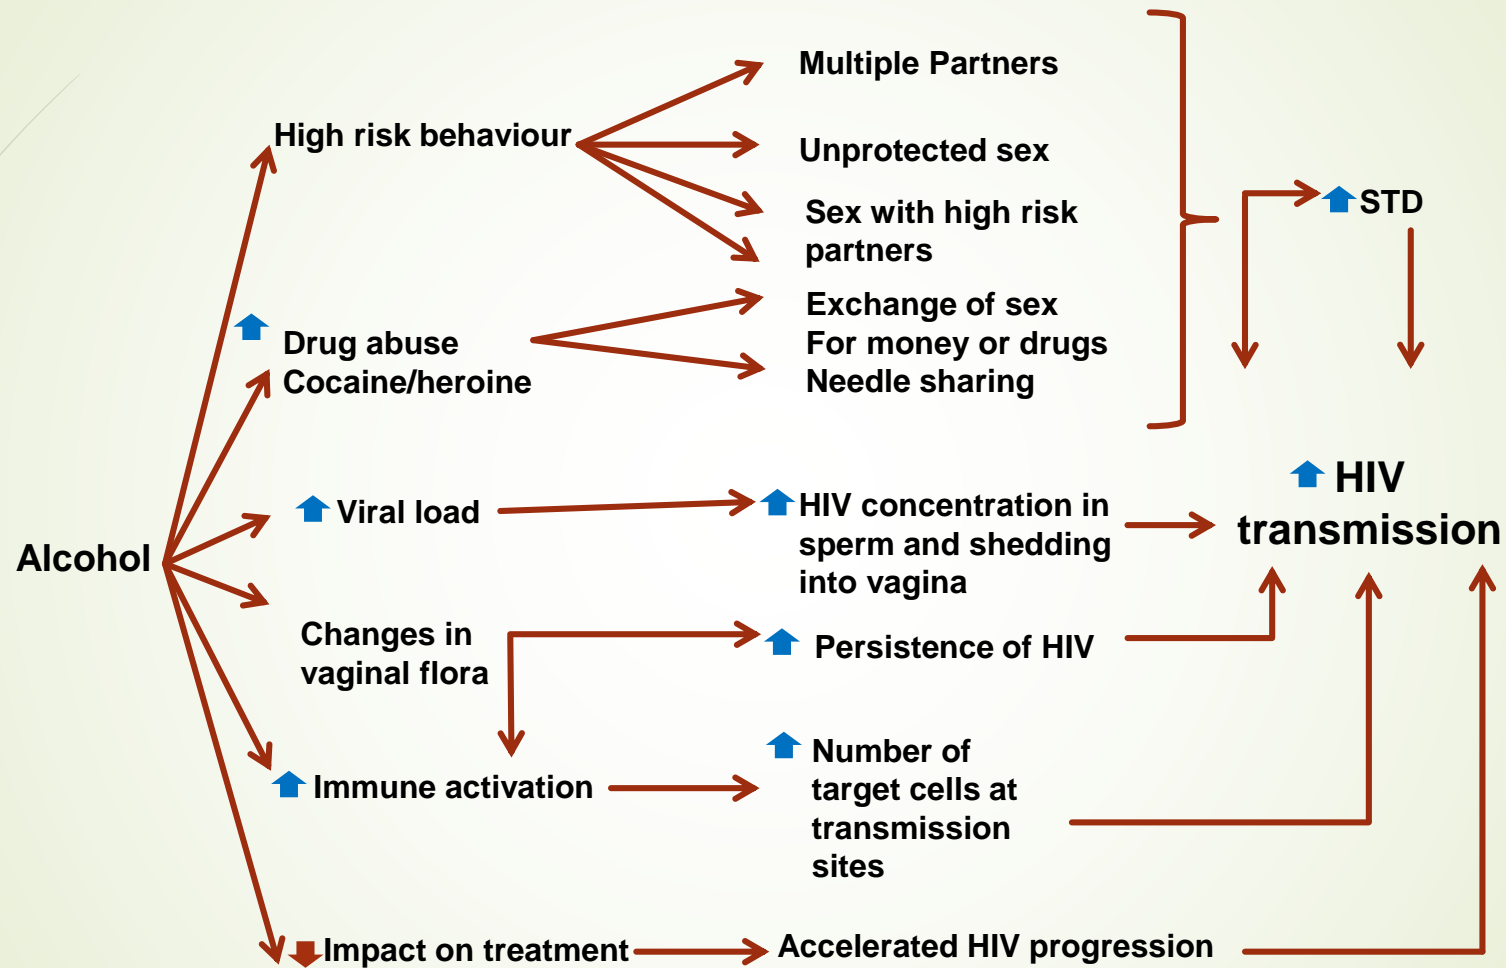 Multiple Partners
High risk behaviour
Unprotected sex
Sex with high risk
partners
STD
Exchange of sex
For money or drugs
Needle sharing
Drug abuse
Cocaine/heroine
Viral load
HIV concentration in
sperm and shedding
into vagina
HIV
transmission
Alcohol
Changes in
vaginal flora
Persistence of HIV
Immune activation
Number of
target cells at
transmission
sites
Impact on treatment
Accelerated HIV progression